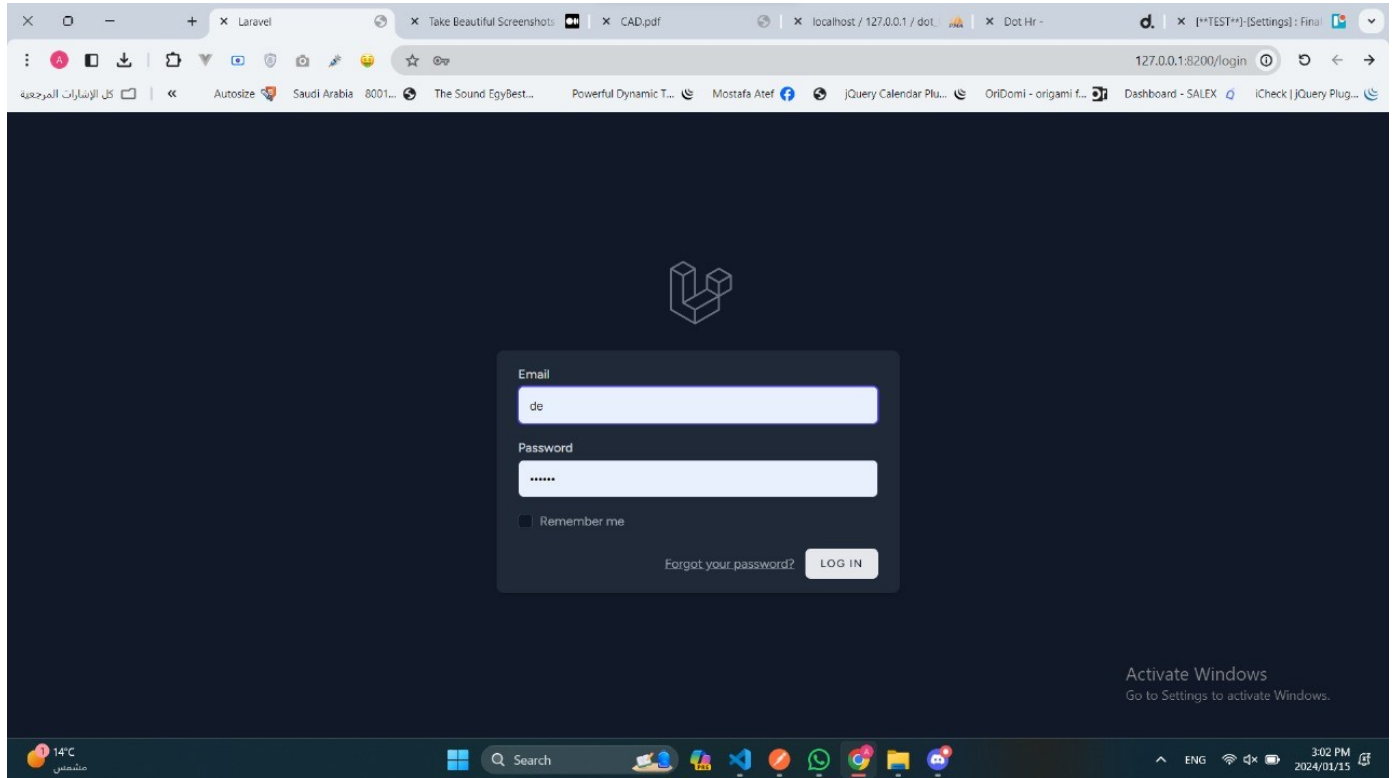 Laravel
Take Beautiful Screenshots
CAD.pdf
localhost / 127.0.0.1 / dot_
Dot Hr -
[**TEST**]-[Settings] : Final
127.0.0.1:8200/login
كل الإشارات المرجعية
Autosize
Saudi Arabia 8001...
The Sound EgyBest...
Powerful Dynamic T...
Mostafa Atef
jQuery Calendar Plu...
OriDomi - origami f...
Dashboard - SALEX
iCheck | jQuery Plug...
Email
de
Password
••••••
Remember me
Forgot your password?
LOG IN
Activate Windows
Go to Settings to activate Windows.
1
14°C
مشمس
Search
PRE
ENG
3:02 PM
2024/01/15